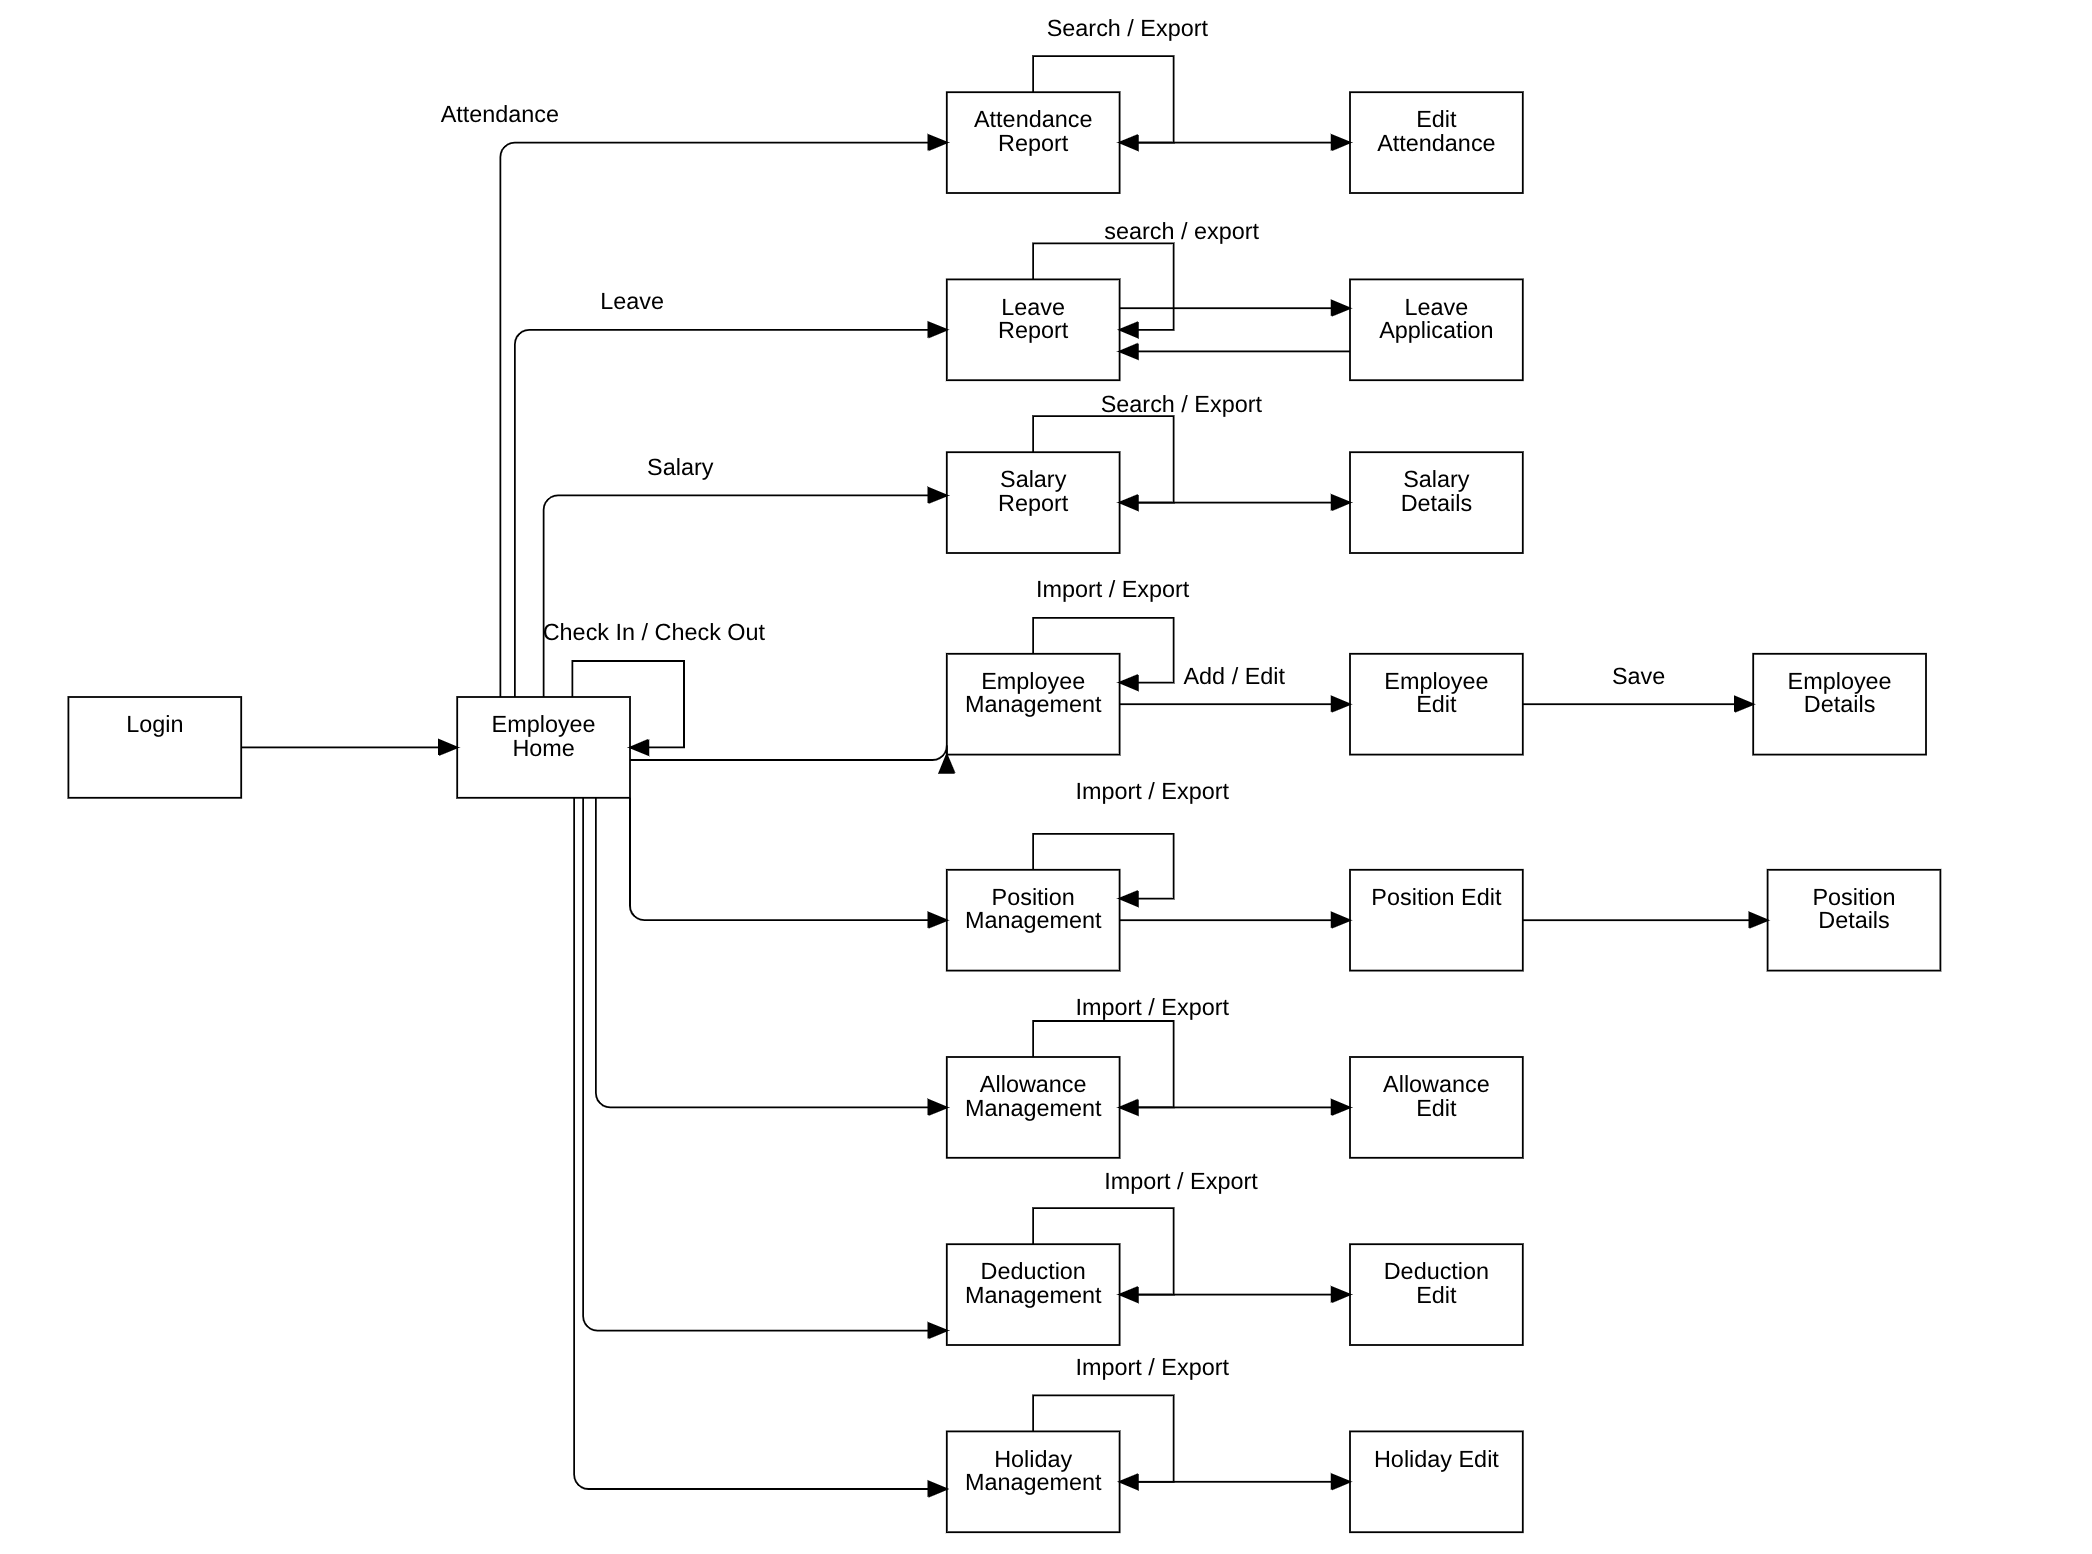 Search / Export
Attendance
Attendance
Report
Edit
Attendance
search / export
Leave
Leave
Report
Leave
Application
Search / Export
Salary
Salary
Report
Salary
Details
Import / Export
Check In / Check Out
Login
Employee
Home
Employee
Management
Add / Edit
Employee
Edit
Save
Employee
Details
Import / Export
Position
Management
Position Edit
Position
Details
Import / Export
Allowance
Management
Allowance
Edit
Import / Export
Deduction
Management
Deduction
Edit
Import / Export
Holiday
Management
Holiday Edit